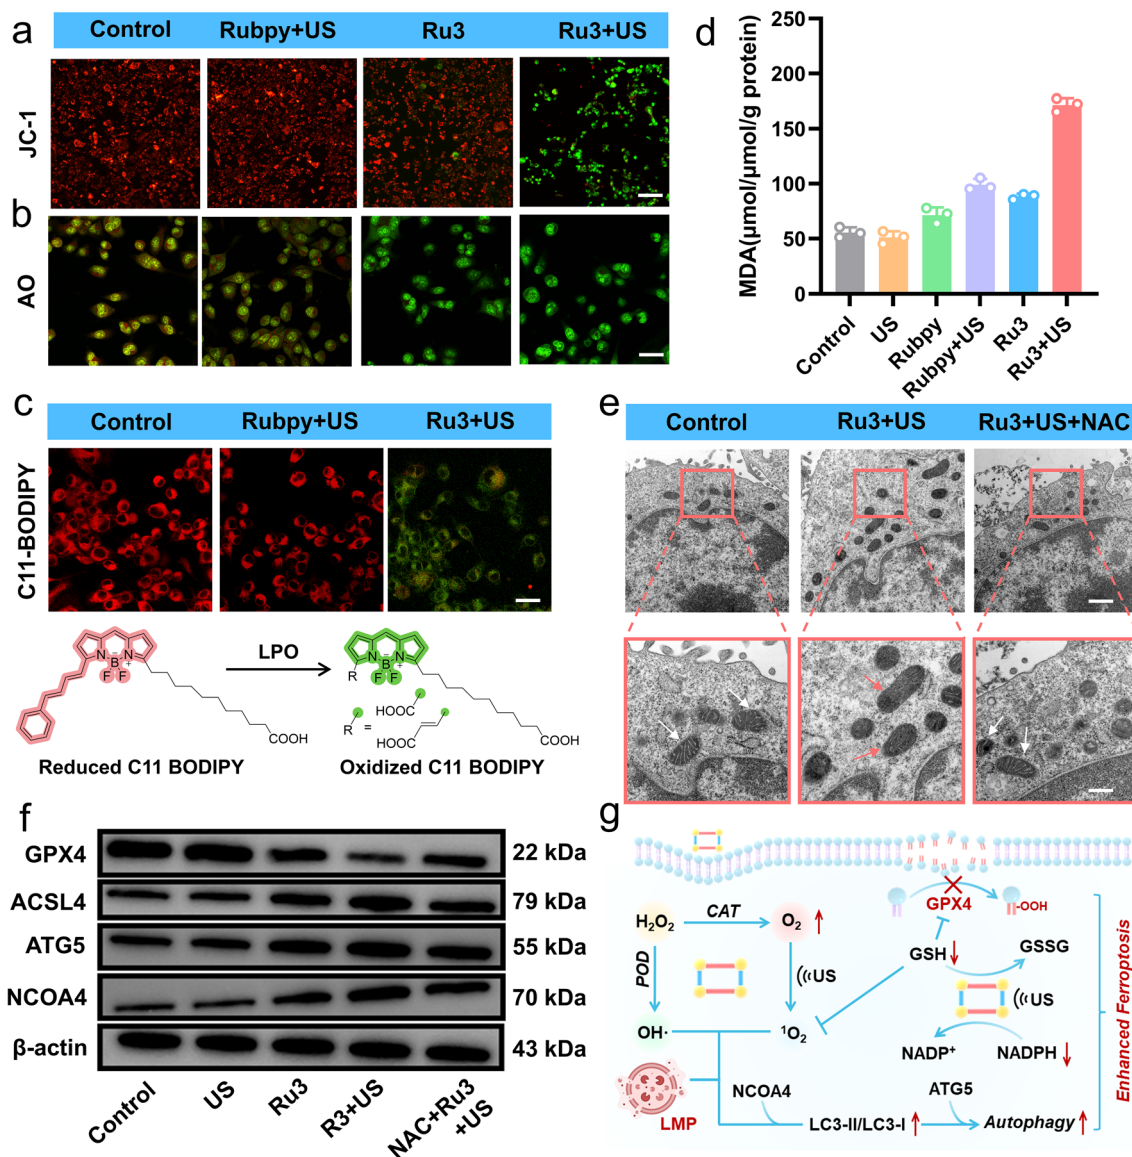 a
Control
Rubpy+US
Ru3
Ru3+US
JC-1
b
AO
d
MDA(μmol/μmol/g protein)
250
200
150
100
50
0
Control
US
Rubpy
Rubpy+US
Ru3
Ru3+US
c
Control
Rubpy+US
Ru3+US
C11-BODIPY
LPO
N
B
N
F
F
-
+
COOH
R
N
B
N
F
F
-
+
R
=
HOOC
HOOC
COOH
Reduced C11 BODIPY
Oxidized C11 BODIPY
e
Control
Ru3+US
Ru3+US+NAC
f
GPX4
22 kDa
ACSL4
79 kDa
ATG5
55 kDa
NCOA4
70 kDa
β-actin
43 kDa
Control
US
Ru3
R3+US
NAC+Ru3
+US
g
GPX4
-OOH
H2O2
CAT
O2
GSH
GSSG
POD
US
US
OH·
¹O2
NADP⁺
NADPH
LMP
NCOA4
ATG5
LC3-II/LC3-I
Autophagy
Enhanced Ferroptosis